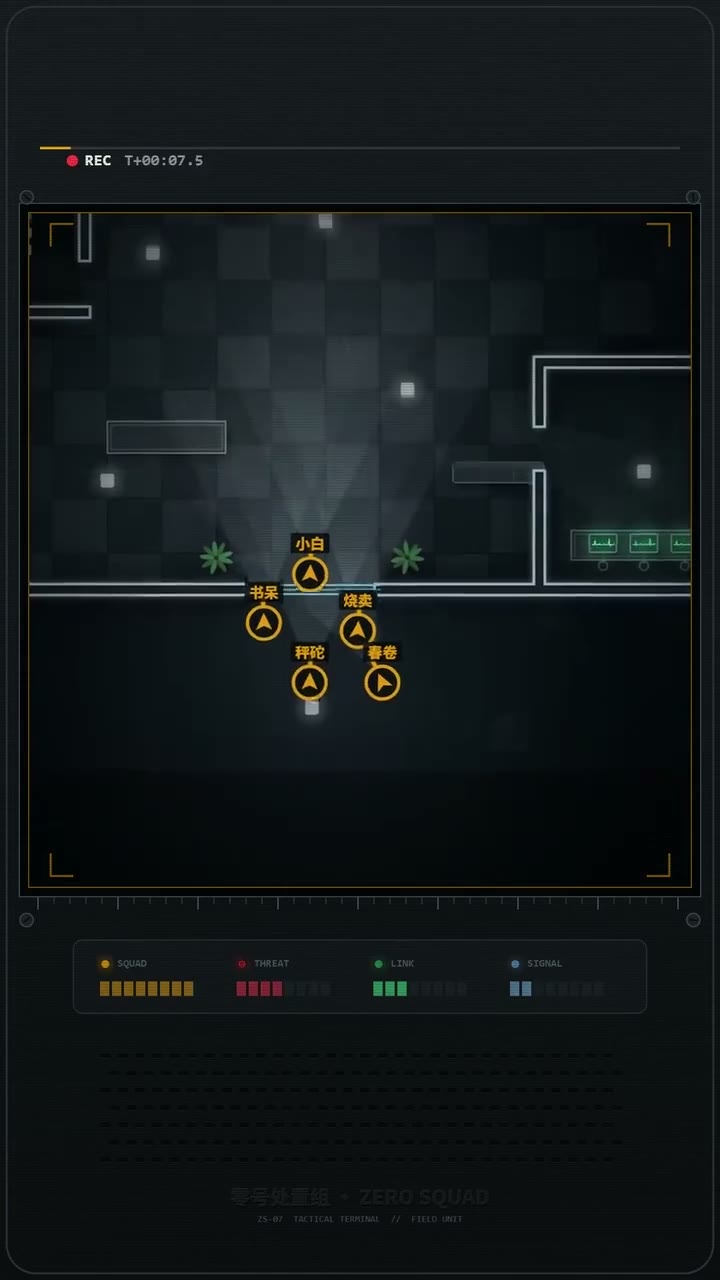 REC T+00:07.5
小白
书呆
烧卖
秤砣
春卷
SQUAD THREAT LINK SIGNAL
零号处置组 · ZERO SQUAD
ZS-07 TACTICAL TERMINAL // FIELD UNIT